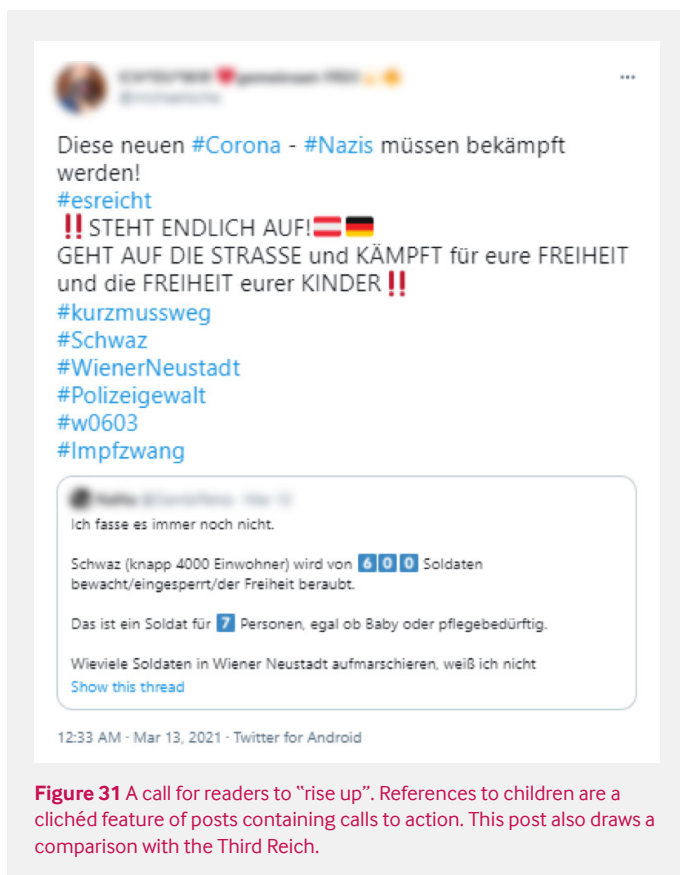 Diese neuen #Corona - #Nazis müssen bekämpft
werden!
#esreicht
‼️STEHT ENDLICH AUF!🇦🇹🇩🇪
GEHT AUF DIE STRASSE und KÄMPFT für eure FREIHEIT
und die FREIHEIT eurer KINDER‼️
#kurzmussweg
#Schwaz
#WienerNeustadt
#Polizeigewalt
#w0603
#Impfzwang
Ich fasse es immer noch nicht.
Schwaz (knapp 4000 Einwohner) wird von 6️⃣0️⃣0️⃣ Soldaten
bewacht/eingesperrt/der Freiheit beraubt.
Das ist ein Soldat für 7️⃣ Personen, egal ob Baby oder pflegebedürftig.
Wieviele Soldaten in Wiener Neustadt aufmarschieren, weiß ich nicht
Show this thread
12:33 AM · Mar 13, 2021 · Twitter for Android
Figure 31 A call for readers to “rise up”. References to children are a
clichéd feature of posts containing calls to action. This post also draws a
comparison with the Third Reich.